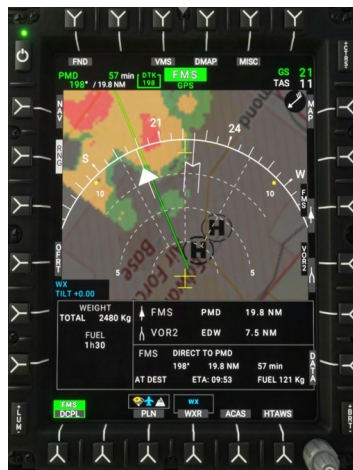 FND VMS DMAP MISC
PMD 57 min DTK FMS GS 21
198° / 19.8 NM 198 GPS TAS 11
NAV
RNG
OFRT
MAP
FMS
VOR2
DATA
CTRS
S 21 24 W
10 10
5 5
H
H
WX
TILT +0.00
WEIGHT
TOTAL 2480 Kg
FUEL
1h30
FMS PMD 19.8 NM
VOR2 EDW 7.5 NM
FMS DIRECT TO PMD
198° 19.8 NM 57 min
AT DEST ETA: 09:53 FUEL 121 Kg
FMS
DCPL
WX
PLN WXR ACAS HTAWS
+LUM-
+BRT-